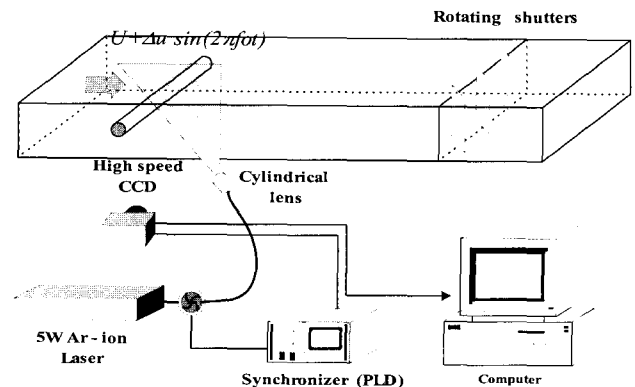 Rotating shutters
U+Δu sin(2πfot)
High speed
CCD
Cylindrical
lens
5W Ar-ion
Laser
Synchronizer (PLD)
Computer